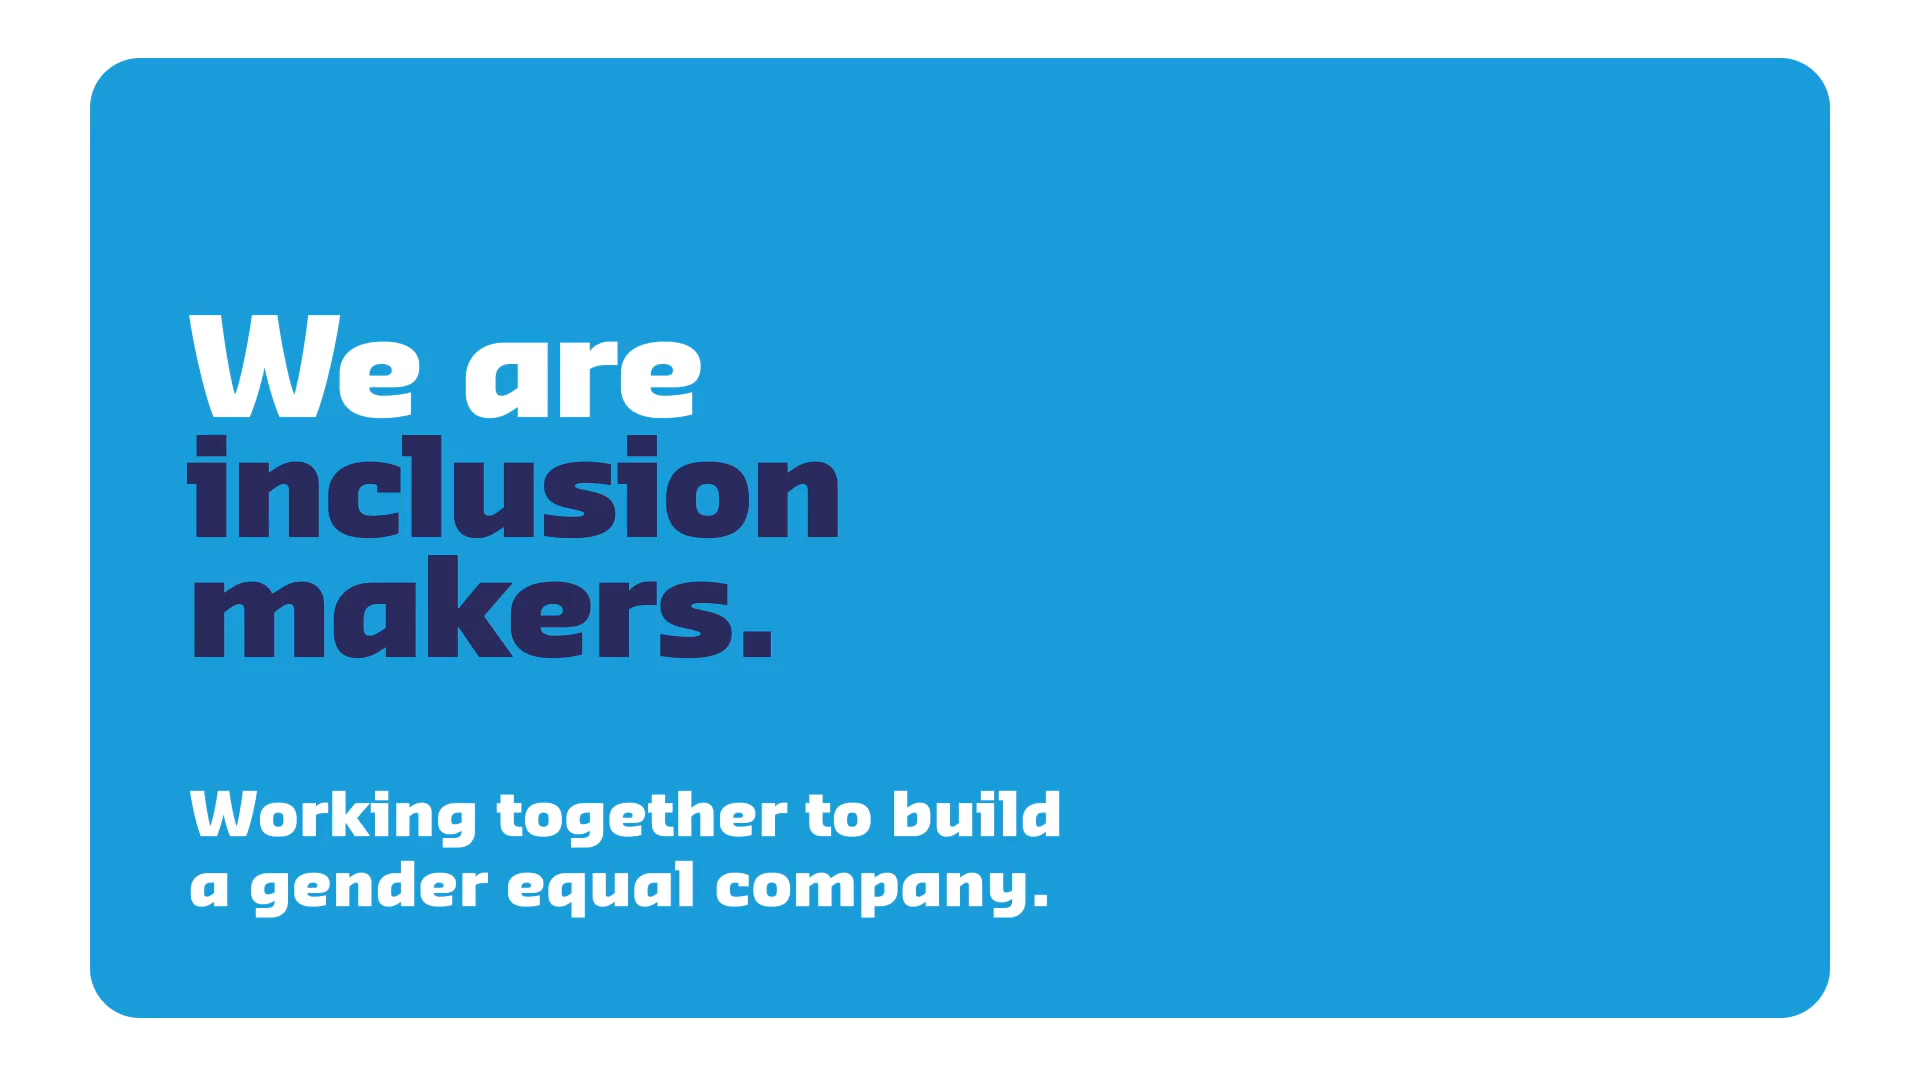 We are
inclusion
makers.
Working together to build
a gender equal company.